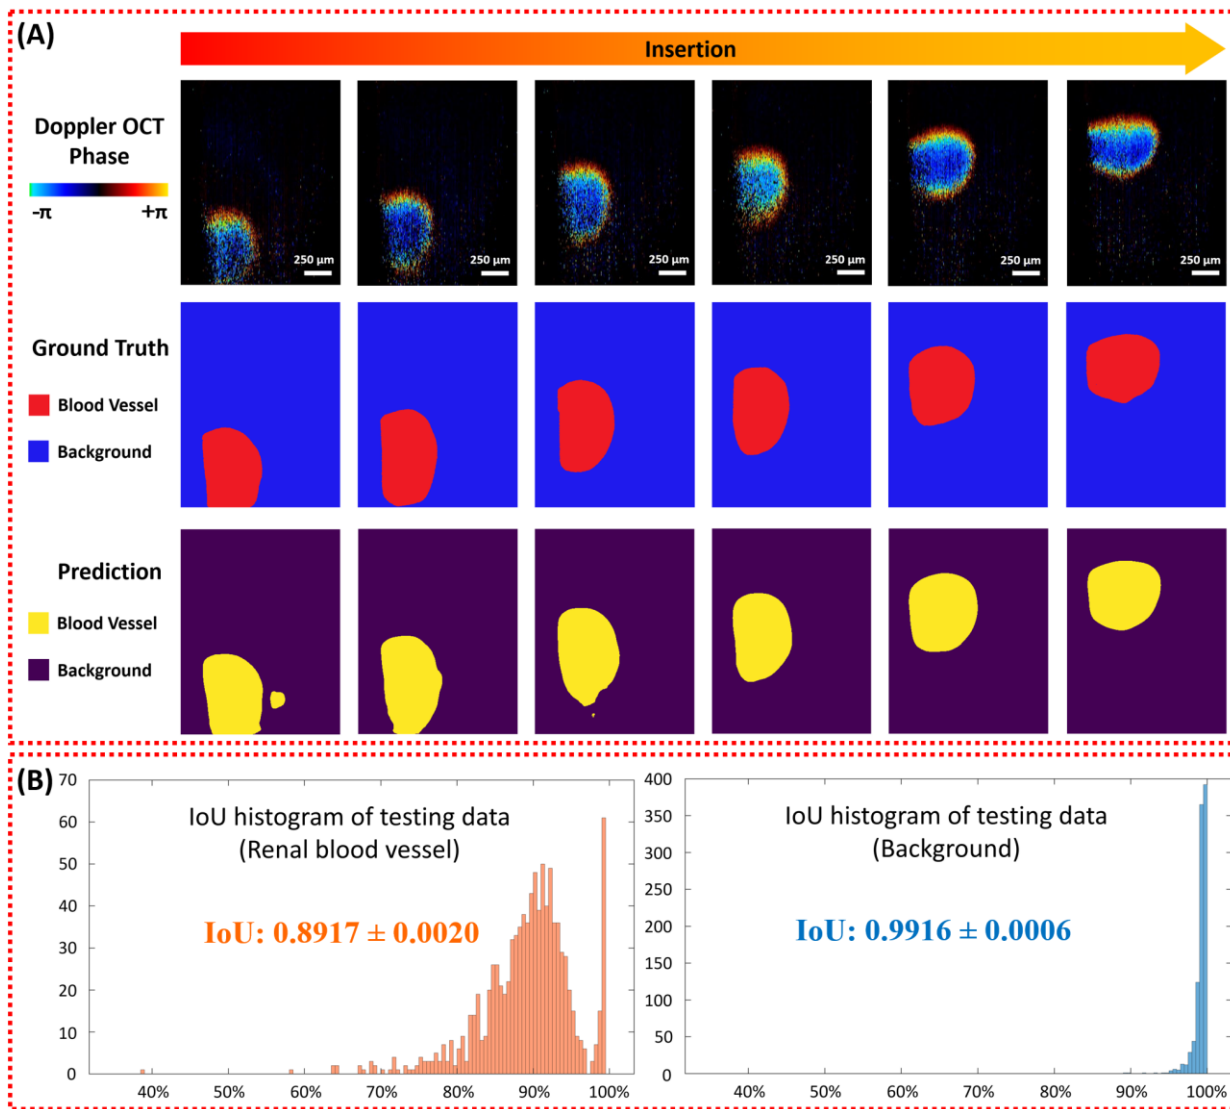 (A)
Insertion
Doppler OCT
Phase
-π +π
250 μm 250 μm 250 μm 250 μm 250 μm 250 μm
Ground Truth
Blood Vessel
Background
Prediction
Blood Vessel
Background
(B)
70
60
50
40
30
20
10
0
IoU histogram of testing data
(Renal blood vessel)
IoU: 0.8917 ± 0.0020
40% 50% 60% 70% 80% 90% 100%
400
350
300
250
200
150
100
50
0
IoU histogram of testing data
(Background)
IoU: 0.9916 ± 0.0006
40% 50% 60% 70% 80% 90% 100%